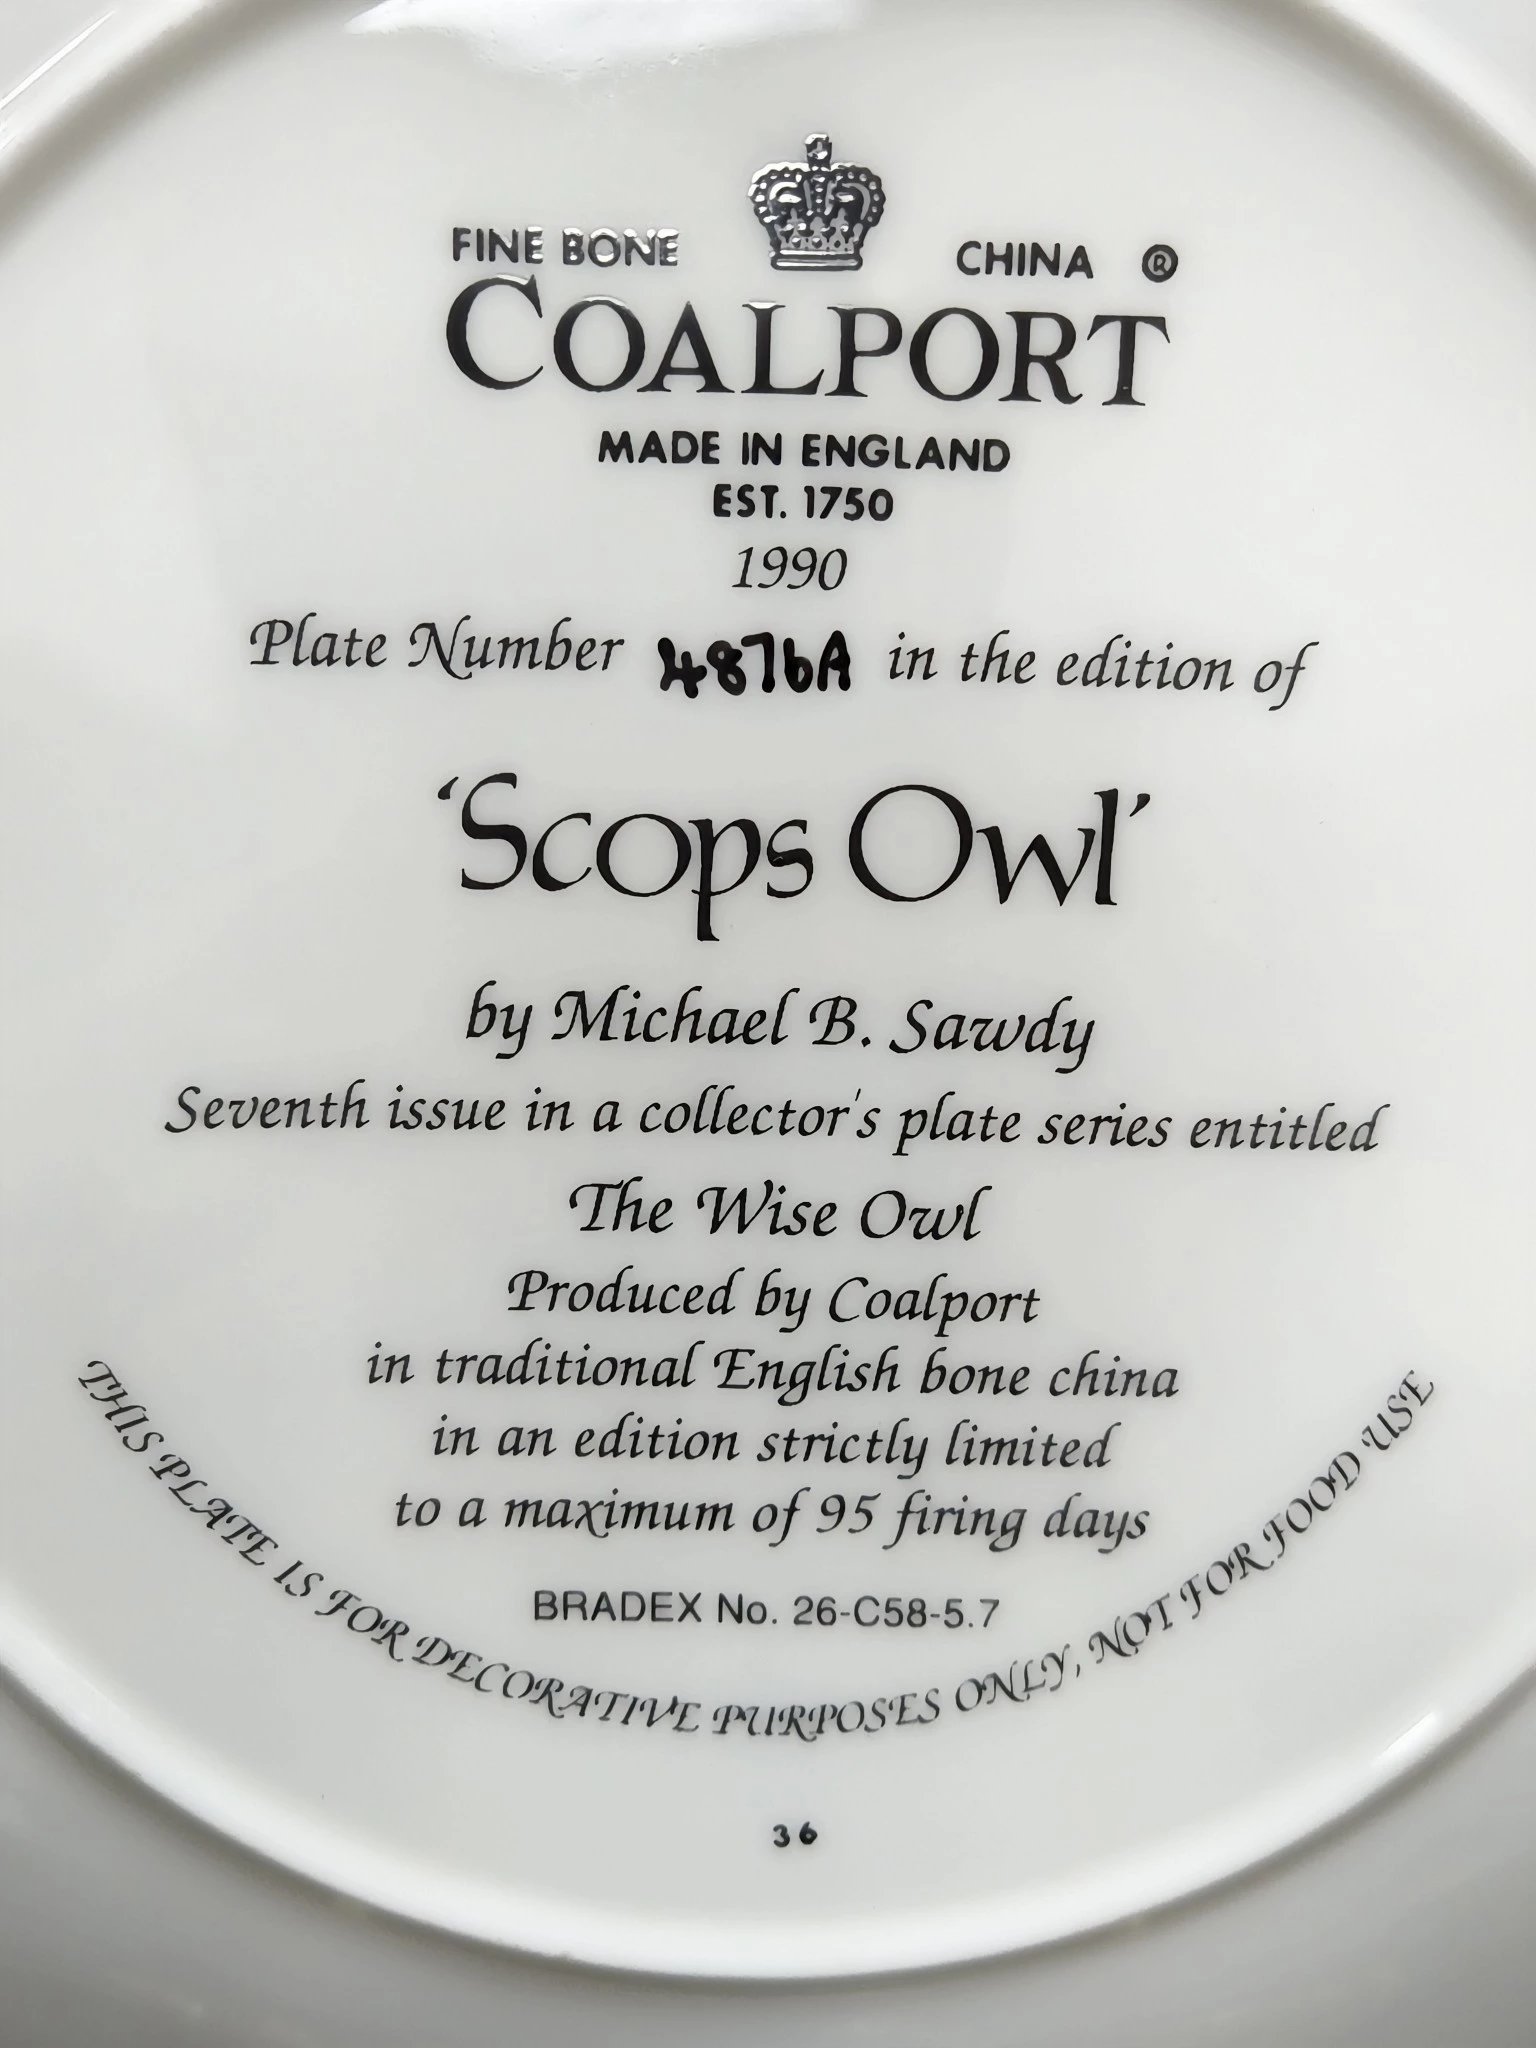 FINE BONE CHINA ®
COALPORT
MADE IN ENGLAND
EST. 1750
1990
Plate Number 4876A in the edition of
‘Scops Owl’
by Michael B. Sawdy
Seventh issue in a collector's plate series entitled
The Wise Owl
Produced by Coalport
in traditional English bone china
in an edition strictly limited
to a maximum of 95 firing days
BRADEX No. 26-C58-5.7
THIS PLATE IS FOR DECORATIVE PURPOSES ONLY, NOT FOR FOOD USE
36